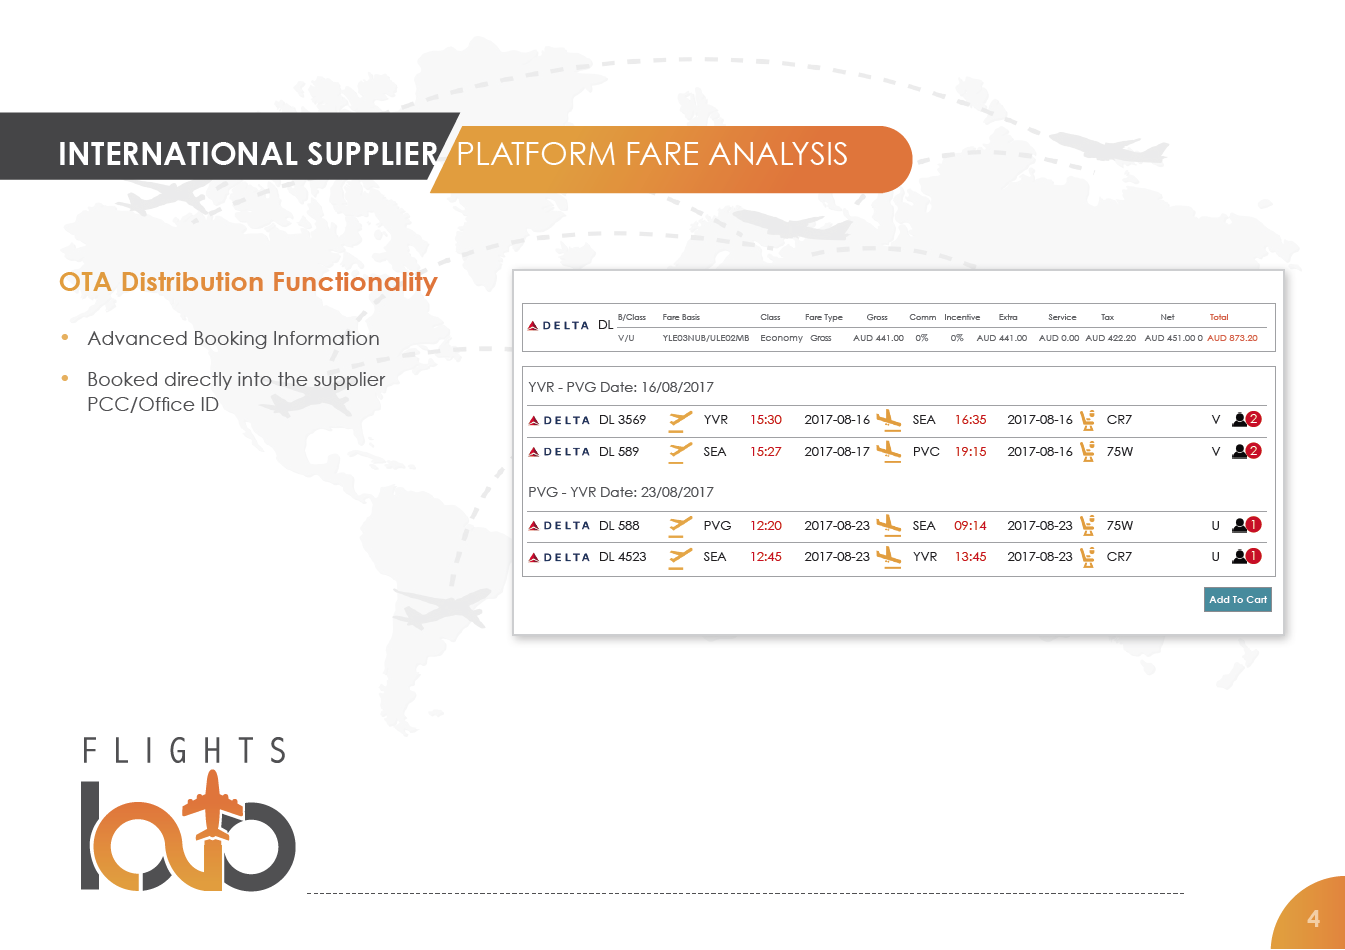 INTERNATIONAL SUPPLIER PLATFORM FARE ANALYSIS
OTA Distribution Functionality
• Advanced Booking Information
• Booked directly into the supplier
PCC/Office ID
B/Class Fare Basis Class Fare Type Gross Comm Incentive Extra Service Tax Net Total
DELTA DL
V/U YLE03NUB/ULE02MB Economy Gross AUD 441.00 0% 0% AUD 441.00 AUD 0.00 AUD 422.20 AUD 451.00 0 AUD 873.20
YVR - PVG Date: 16/08/2017
DELTA DL 3569 YVR 15:30 2017-08-16 SEA 16:35 2017-08-16 CR7 V 2
DELTA DL 589 SEA 15:27 2017-08-17 PVC 19:15 2017-08-16 75W V 2
PVG - YVR Date: 23/08/2017
DELTA DL 588 PVG 12:20 2017-08-23 SEA 09:14 2017-08-23 75W U 1
DELTA DL 4523 SEA 12:45 2017-08-23 YVR 13:45 2017-08-23 CR7 U 1
Add To Cart
FLIGHTS
4